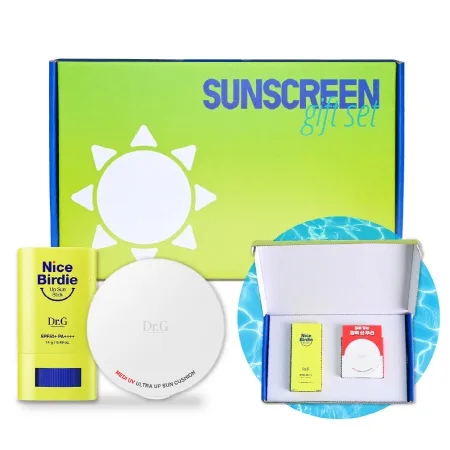 SUNSCREEN
gift set
Nice
Birdie
Up Sun
Stick
Dr.G
SPF50+ PA++++
Dr.G
MEDI UV ULTRA UP SUN CUSHION
Nice
Birdie